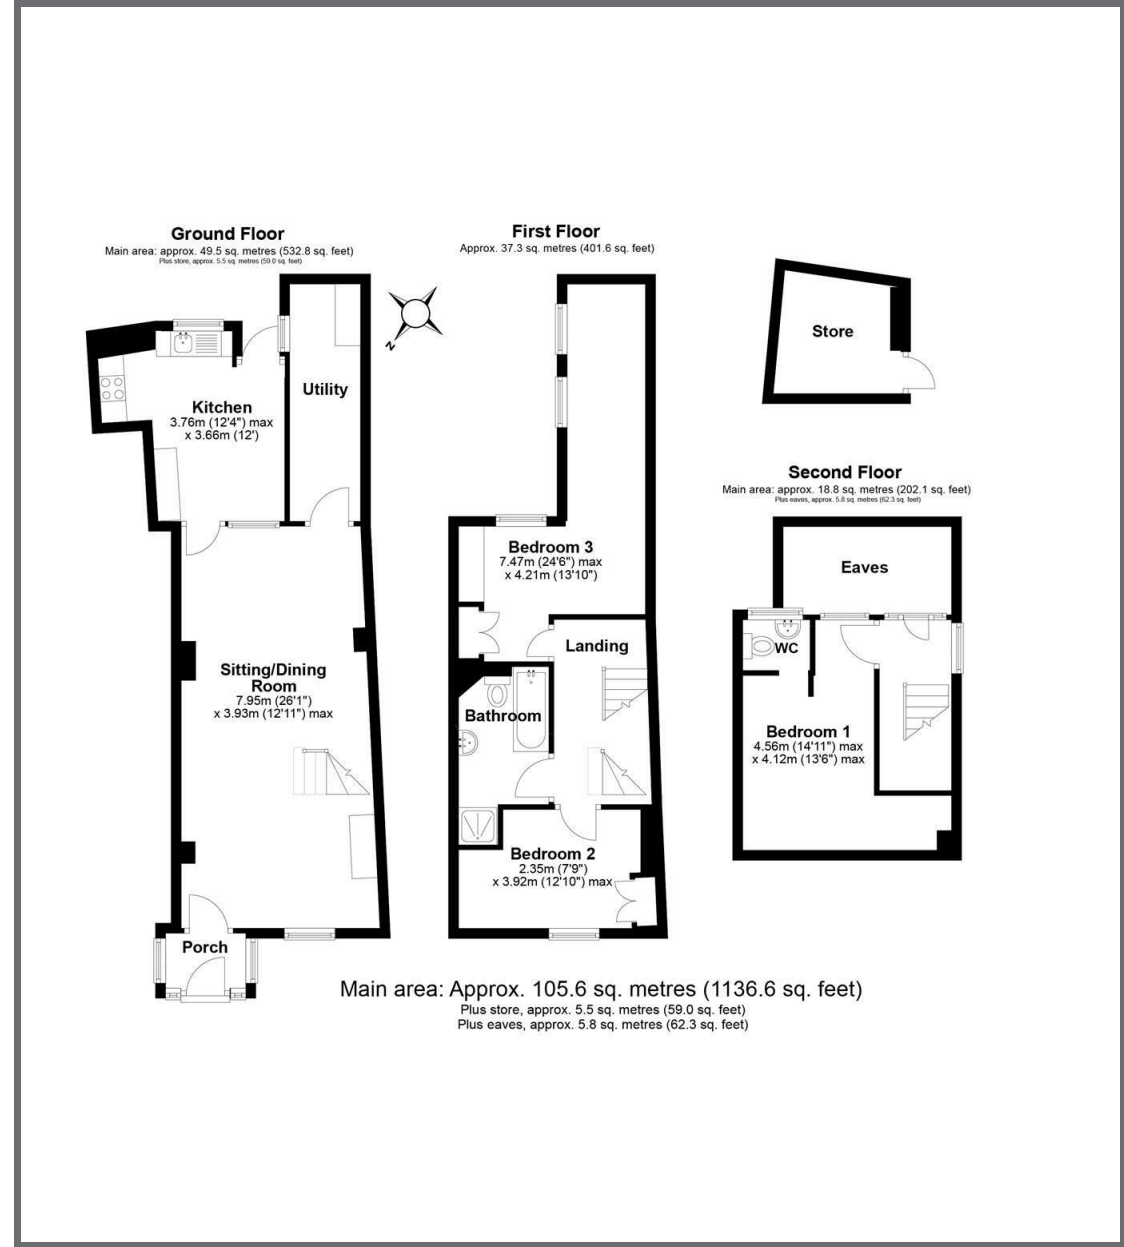 Ground Floor
Main area: approx. 49.5 sq. metres (532.8 sq. feet)
Plus store, approx. 5.5 sq. metres (59.0 sq. feet)
Kitchen
3.76m (12'4") max
x 3.66m (12')
Utility
Sitting/Dining
Room
7.95m (26'1")
x 3.93m (12'11") max
Porch
N
First Floor
Approx. 37.3 sq. metres (401.6 sq. feet)
Bedroom 3
7.47m (24'6") max
x 4.21m (13'10")
Landing
Bathroom
Bedroom 2
2.35m (7'9")
x 3.92m (12'10") max
Store
Second Floor
Main area: approx. 18.8 sq. metres (202.1 sq. feet)
Plus eaves, approx. 5.8 sq. metres (62.3 sq. feet)
Eaves
WC
Bedroom 1
4.56m (14'11") max
x 4.12m (13'6") max
Main area: Approx. 105.6 sq. metres (1136.6 sq. feet)
Plus store, approx. 5.5 sq. metres (59.0 sq. feet)
Plus eaves, approx. 5.8 sq. metres (62.3 sq. feet)